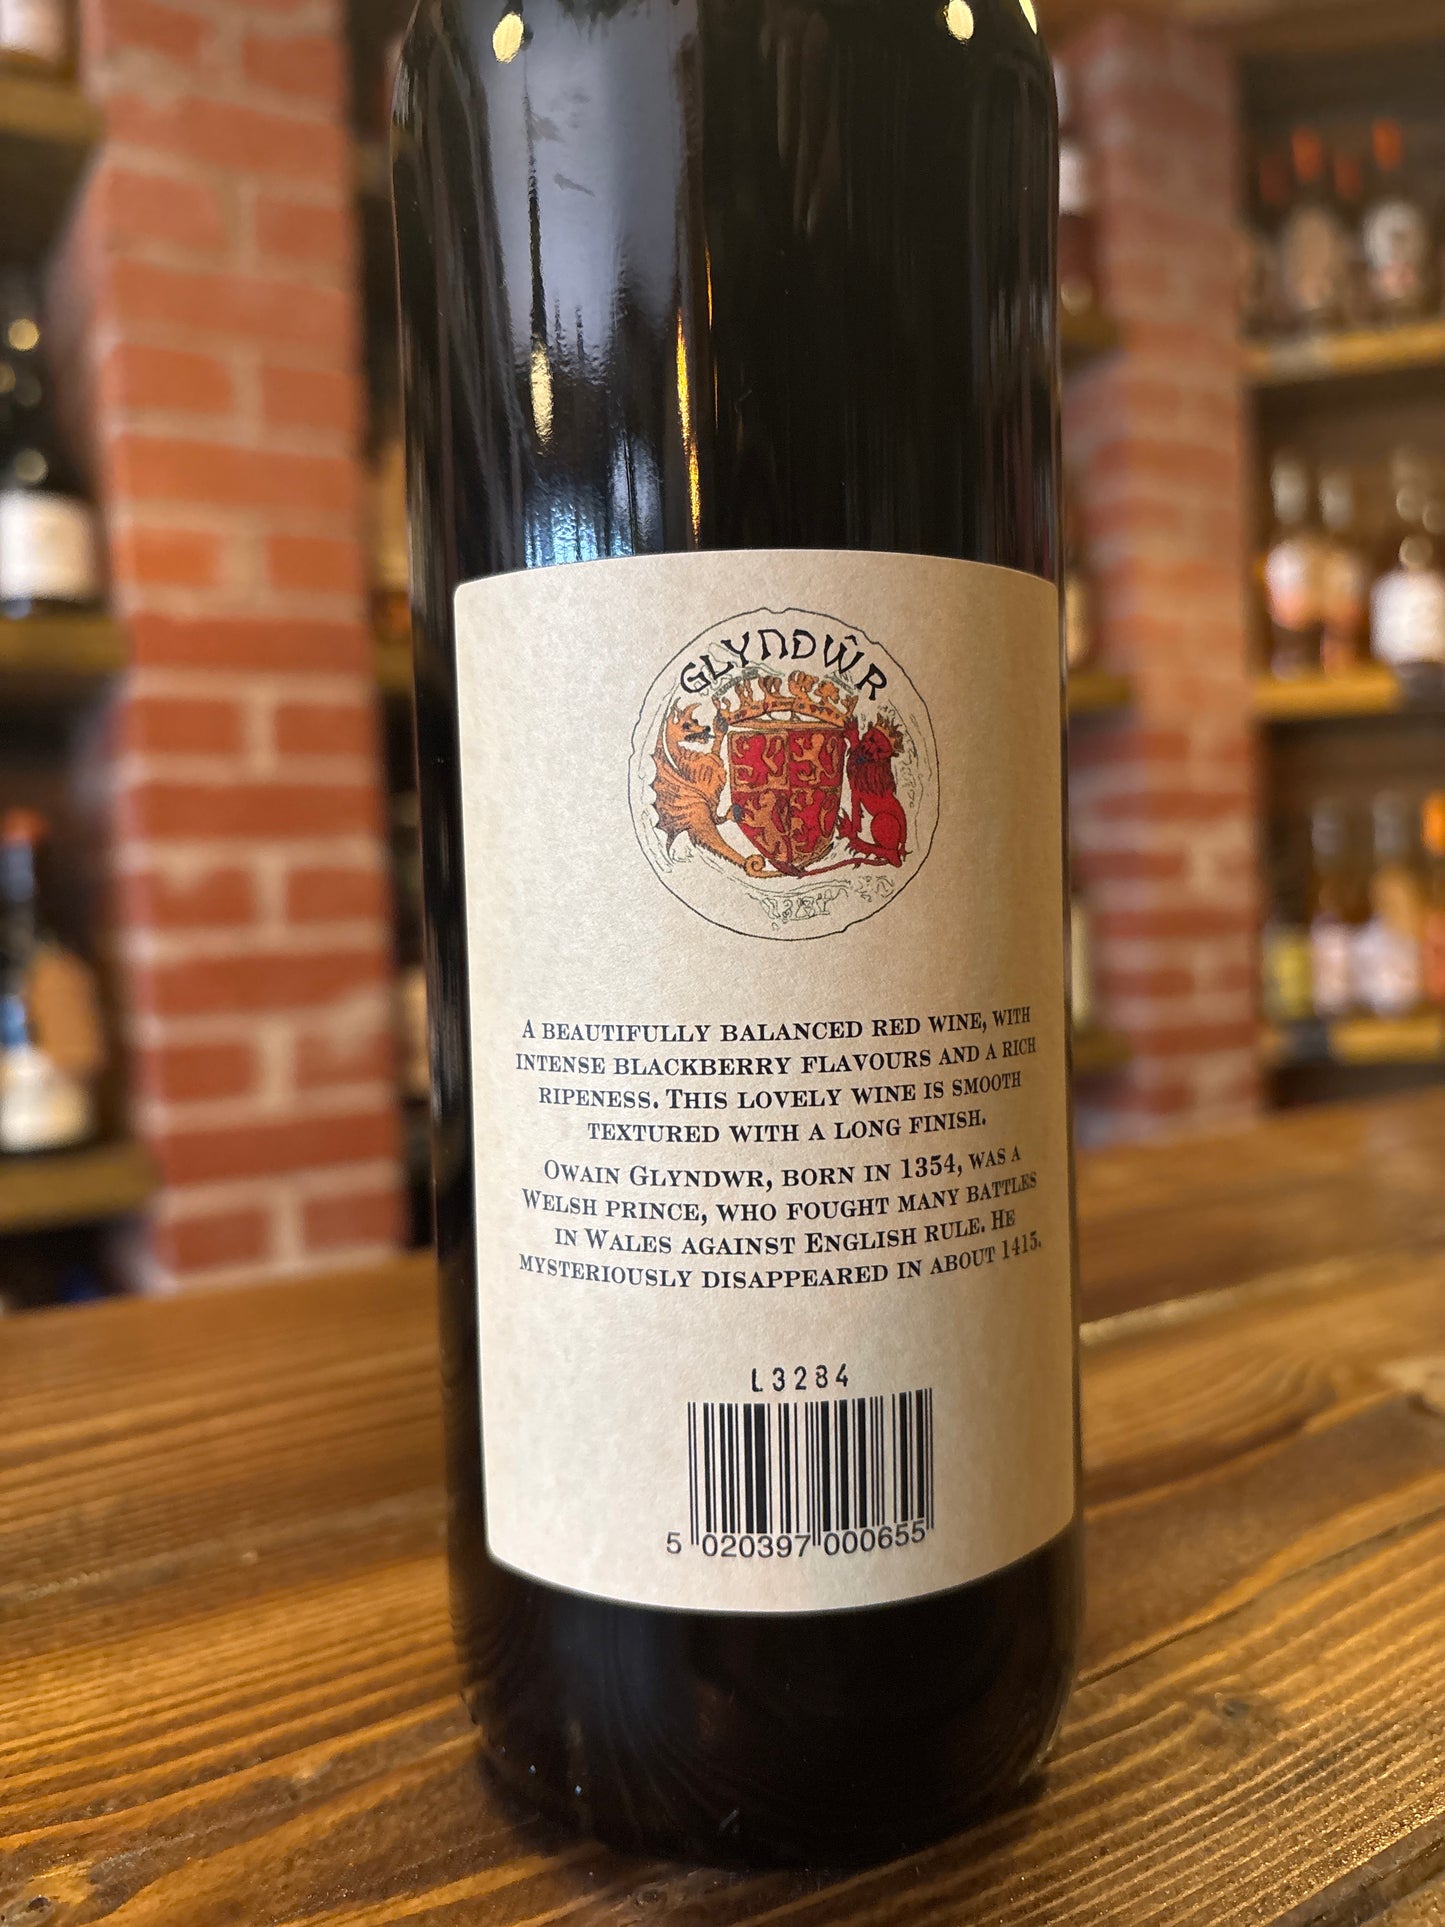 GLYNDŴR
A BEAUTIFULLY BALANCED RED WINE, WITH
INTENSE BLACKBERRY FLAVOURS AND A RICH
RIPENESS. THIS LOVELY WINE IS SMOOTH
TEXTURED WITH A LONG FINISH.
OWAIN GLYNDWR, BORN IN 1354, WAS A
WELSH PRINCE, WHO FOUGHT MANY BATTLES
IN WALES AGAINST ENGLISH RULE. HE
MYSTERIOUSLY DISAPPEARED IN ABOUT 1415.
L3284
5 020397 000655